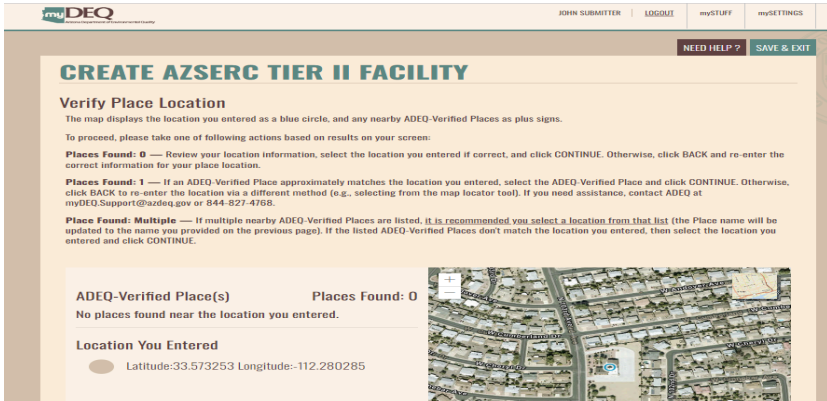 myDEQ
Arizona Department of Environmental Quality
JOHN SUBMITTER | LOGOUT | mySTUFF | mySETTINGS
NEED HELP ? SAVE & EXIT
CREATE AZSERC TIER II FACILITY
Verify Place Location
The map displays the location you entered as a blue circle, and any nearby ADEQ-Verified Places as plus signs.
To proceed, please take one of following actions based on results on your screen:
Places Found: 0 — Review your location information, select the location you entered if correct, and click CONTINUE. Otherwise, click BACK and re-enter the
correct information for your place location.
Places Found: 1 — If an ADEQ-Verified Place approximately matches the location you entered, select the ADEQ-Verified Place and click CONTINUE. Otherwise,
click BACK to re-enter the location via a different method (e.g., selecting from the map locator tool). If you need assistance, contact ADEQ at
myDEQ.Support@azdeq.gov or 844-827-4768.
Place Found: Multiple — If multiple nearby ADEQ-Verified Places are listed, it is recommended you select a location from that list (the Place name will be
updated to the name you provided on the previous page). If the listed ADEQ-Verified Places don't match the location you entered, then select the location you
entered and click CONTINUE.
ADEQ-Verified Place(s) Places Found: 0
No places found near the location you entered.
Location You Entered
Latitude:33.573253 Longitude:-112.280285
+
−
W Cumberland Dr
W Andover Ave